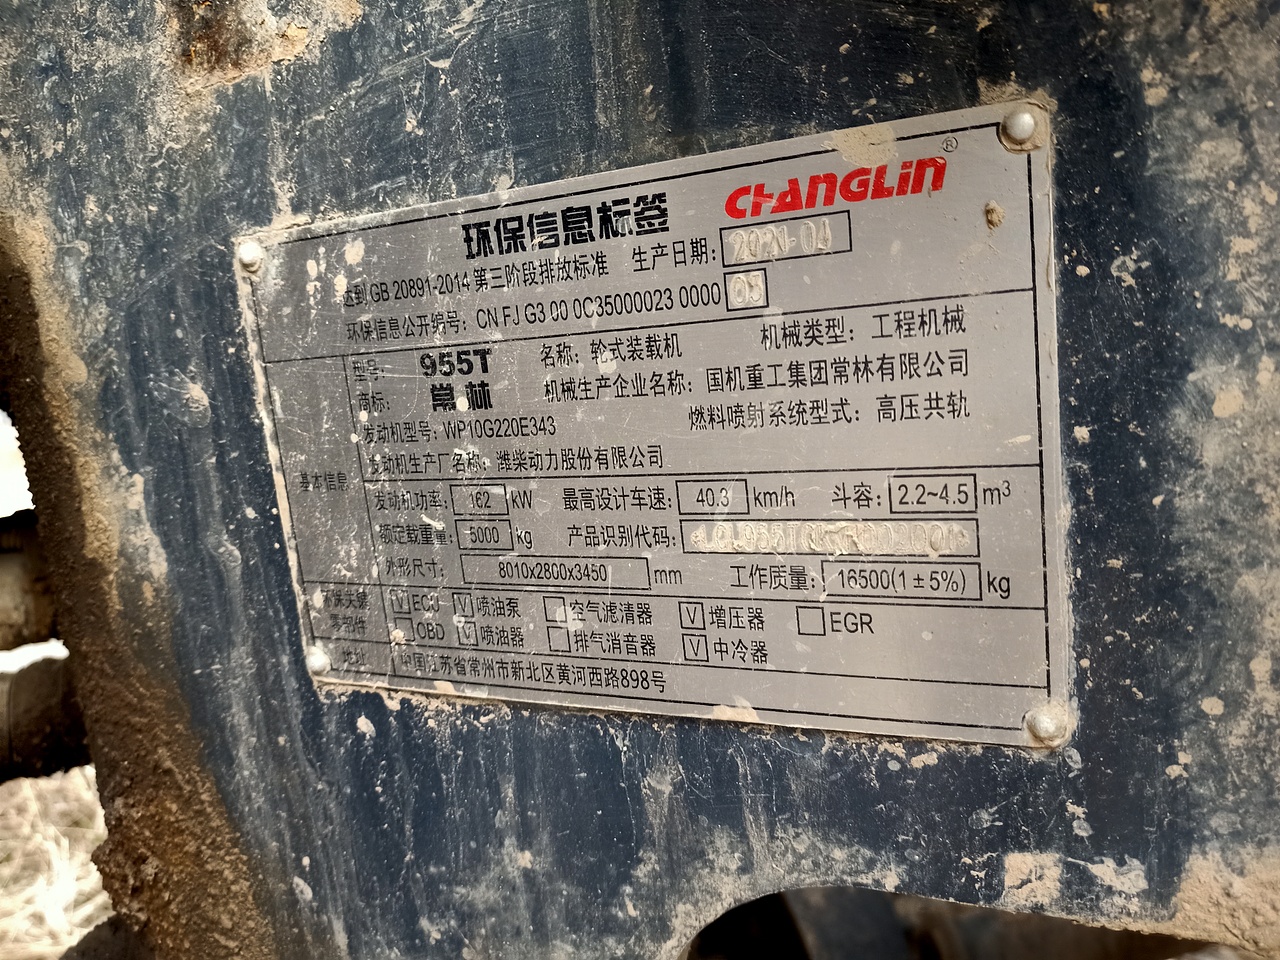 CHANGLIN ®
环保信息标签
达到 GB 20891-2014 第三阶段排放标准 生产日期:
环保信息公开编号: CN FJ G3 00 0C35000023 0000
型号: 955T 名称: 轮式装载机 机械类型: 工程机械
商标: 常林 机械生产企业名称: 国机重工集团常林有限公司
发动机型号: WP10G220E343 燃料喷射系统型式: 高压共轨
发动机生产厂名称: 潍柴动力股份有限公司
基本信息
发动机功率: 162 kW 最高设计车速: 40.3 km/h 斗容: 2.2~4.5 m³
额定载重量: 5000 kg 产品识别代码:
外形尺寸: 8010x2800x3450 mm 工作质量: 16500(1±5%) kg
环保关键零部件
V ECU V 喷油泵 空气滤清器 V 增压器 EGR
OBD V 喷油器 排气消音器 V 中冷器
地址 中国江苏省常州市新北区黄河西路898号